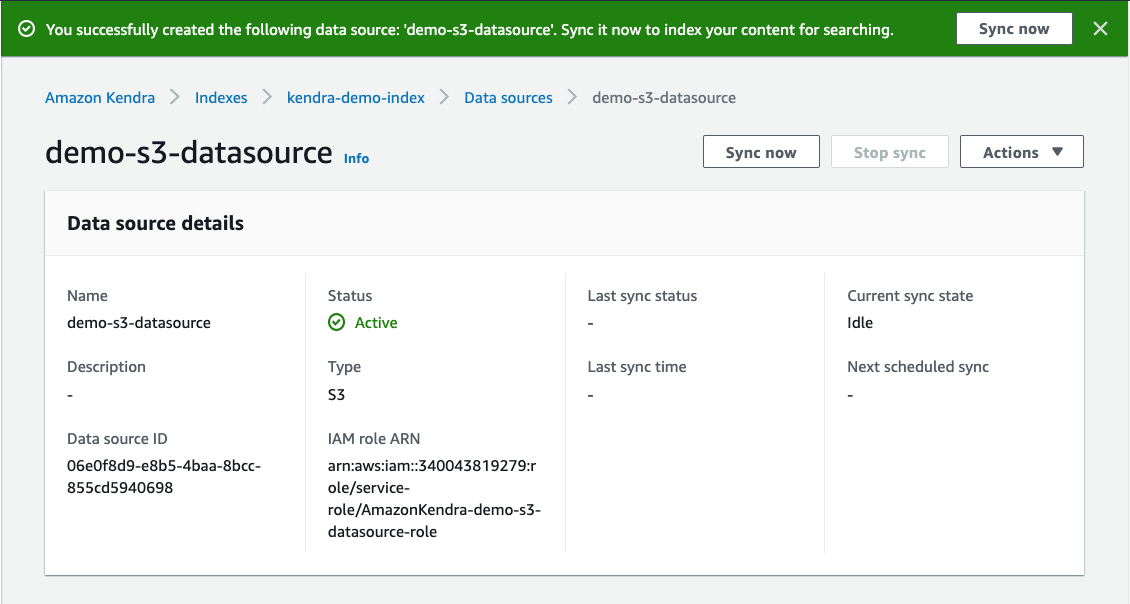 You successfully created the following data source: 'demo-s3-datasource'. Sync it now to index your content for searching.
Sync now
Amazon Kendra
Indexes
kendra-demo-index
Data sources
demo-s3-datasource
demo-s3-datasource Info
Sync now
Stop sync
Actions
Data source details
Name
demo-s3-datasource
Description
-
Data source ID
06e0f8d9-e8b5-4baa-8bcc-
855cd5940698
Status
Active
Type
S3
IAM role ARN
arn:aws:iam::340043819279:r
ole/service-
role/AmazonKendra-demo-s3-
datasource-role
Last sync status
-
Last sync time
-
Current sync state
Idle
Next scheduled sync
-